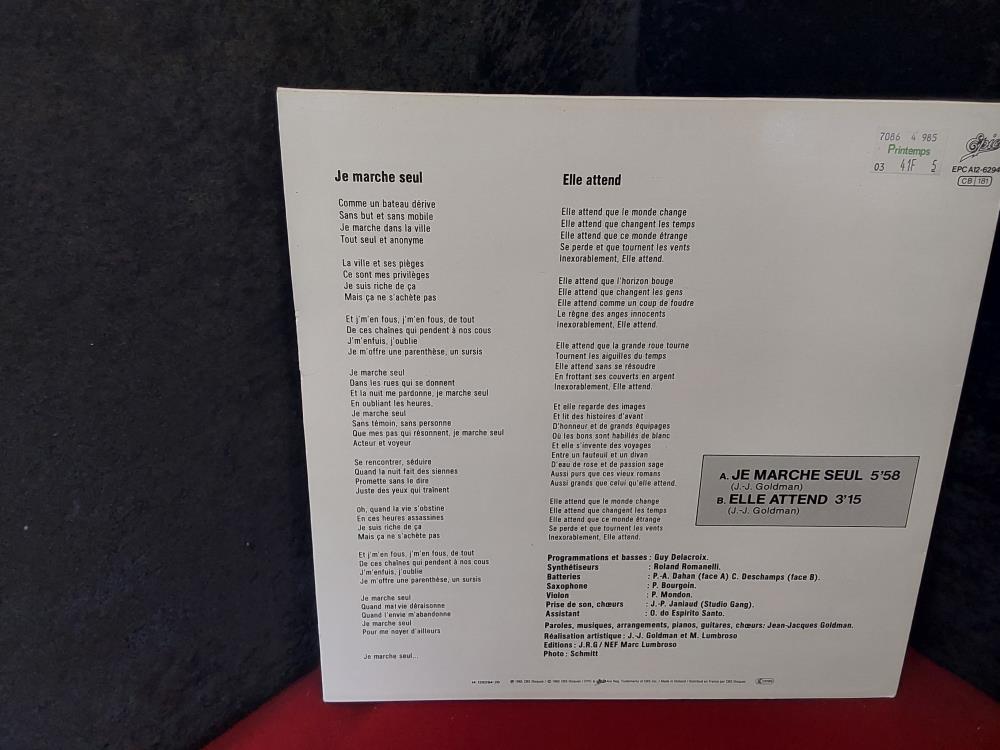 Je marche seul
Comme un bateau dérive
Sans but et sans mobile
Je marche dans la ville
Tout seul et anonyme
La ville et ses pièges
Ce sont mes privilèges
Je suis riche de ça
Mais ça ne s'achète pas
Et j'm'en fous, j'm'en fous, de tout
De ces chaînes qui pendent à nos cous
J'm'enfuis, j'oublie
Je m'offre une parenthèse, un sursis
Je marche seul
Dans les rues qui se donnent
Et la nuit me pardonne, je marche seul
En oubliant les heures,
Je marche seul
Sans témoin, sans personne
Que mes pas qui résonnent, je marche seul
Acteur et voyeur
Se rencontrer, séduire
Quand la nuit fait des siennes
Promette sans le dire
Juste des yeux qui traînent
Oh, quand la vie s'obstine
En ces heures assassines
Je suis riche de ça
Mais ça ne s'achète pas
Et j'm'en fous, j'm'en fous, de tout
De ces chaînes qui pendent à nos cous
J'm'enfuis, j'oublie
Je m'offre une parenthèse, un sursis
Je marche seul
Quand ma vie déraisonne
Quand l'envie m'abandonne
Je marche seul
Pour me noyer d'ailleurs
Je marche seul...
Elle attend
Elle attend que le monde change
Elle attend que changent les temps
Elle attend que ce monde étrange
Se perde et que tournent les vents
Inexorablement, Elle attend.
Elle attend que l'horizon bouge
Elle attend que changent les gens
Elle attend comme un coup de foudre
Le règne des anges innocents
Inexorablement, Elle attend.
Elle attend que la grande roue tourne
Tournent les aiguilles du temps
Elle attend sans se résoudre
En frottant ses couverts en argent
Inexorablement, Elle attend.
Et elle regarde des images
Et lit des histoires d'avant
D'honneur et de grands équipages
Où les bons sont habillés de blanc
Et elle s'invente des voyages
Entre un fauteuil et un divan
D'eau de rose et de passion sage
Aussi purs que ces vieux romans
Aussi grands que celui qu'elle attend.
Elle attend que le monde change
Elle attend que changent les temps
Elle attend que ce monde étrange
Se perde et que tournent les vents
Inexorablement, Elle attend.
7086 4 985
Printemps
03 41F 5
Epic
EPC A12-6294
CB 181
A. JE MARCHE SEUL 5'58
(J.-J. Goldman)
B. ELLE ATTEND 3'15
(J.-J. Goldman)
Programmations et basses : Guy Delacroix.
Synthétiseurs : Roland Romanelli.
Batteries : P.-A. Dahan (face A) C. Deschamps (face B).
Saxophone : P. Bourgoin.
Violon : P. Mondon.
Prise de son, chœurs : J.-P. Janiaud (Studio Gang).
Assistant : O. do Espirito Santo.
Paroles, musiques, arrangements, pianos, guitares, chœurs: Jean-Jacques Goldman.
Réalisation artistique : J.-J. Goldman et M. Lumbroso
Editions : J.R.G / NEF Marc Lumbroso
Photo : Schmitt